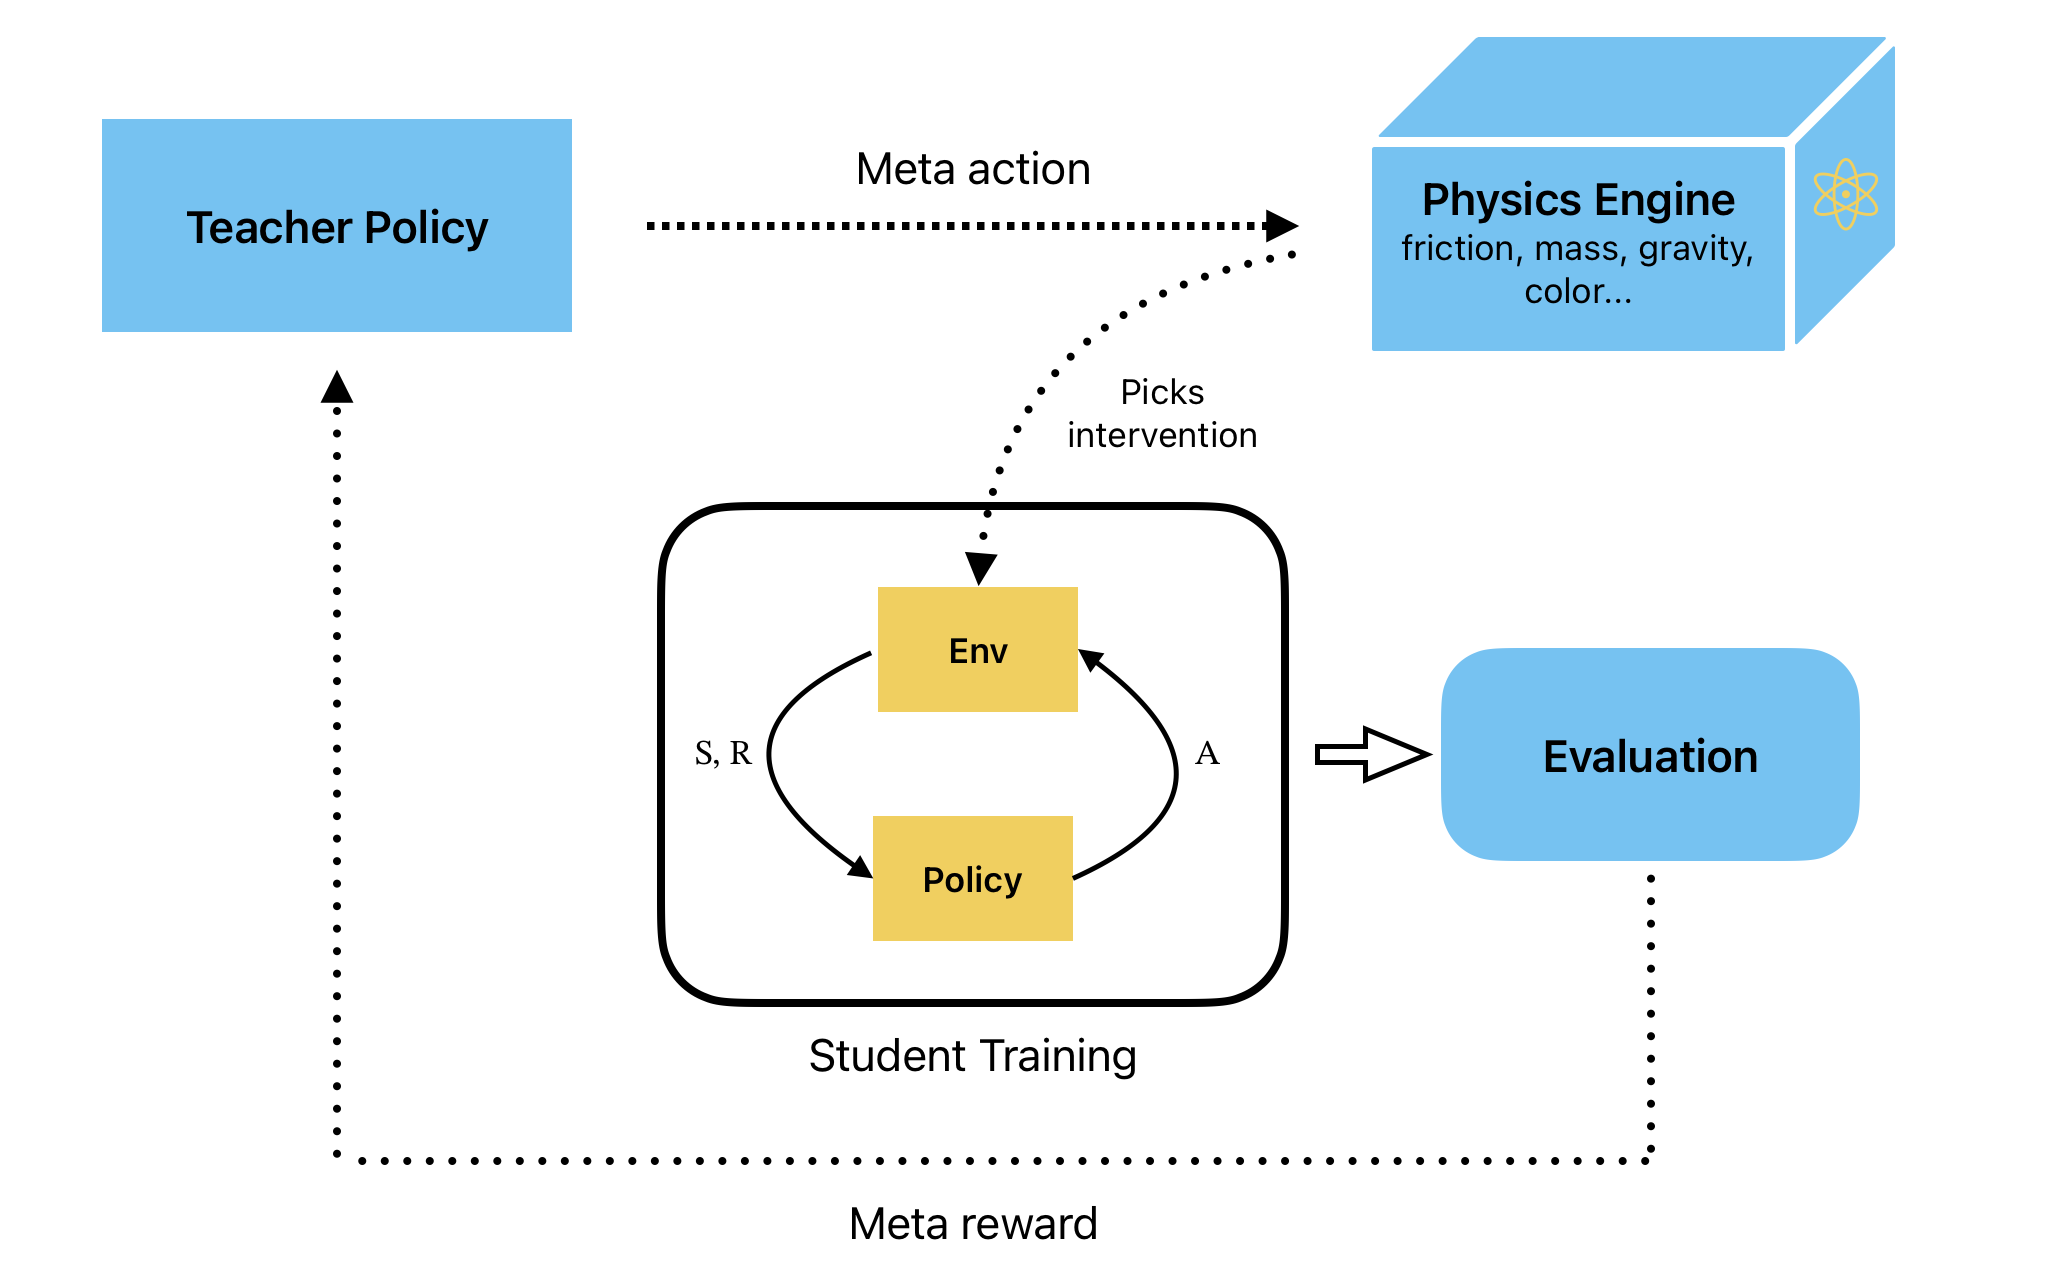 Teacher Policy
Meta action
Physics Engine
friction, mass, gravity,
color...
Picks
intervention
Env
S, R
A
Policy
Evaluation
Student Training
Meta reward